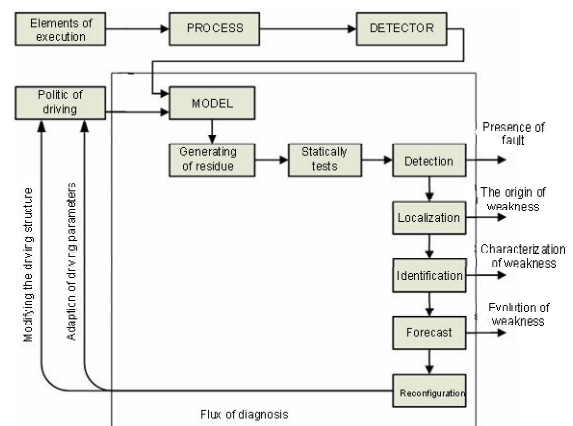 Elements of
execution
PROCESS
DETECTOR
Politic of
driving
MODEL
Generating
of residue
Statically
tests
Detection
Presence of
fault
Localization
The origin of
weakness
Identification
Characterization
of weakness
Forecast
Evolution of
weakness
Reconfiguration
Modifying the driving structure
Adaption of driving parameters
Flux of diagnosis